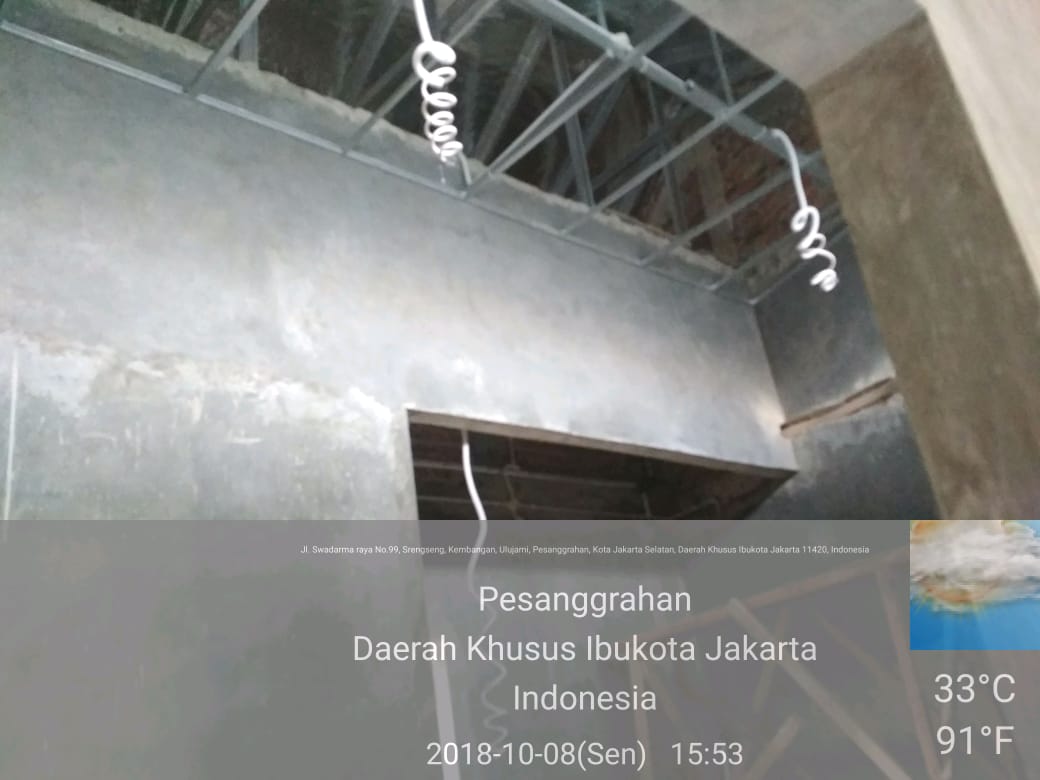 Jl. Swadarma raya No.99, Srengseng, Kembangan, Ulujami, Pesanggrahan, Kota Jakarta Selatan, Daerah Khusus Ibukota Jakarta 11420, Indonesia
Pesanggrahan
Daerah Khusus Ibukota Jakarta
Indonesia
33°C
91°F
2018-10-08(Sen) 15:53